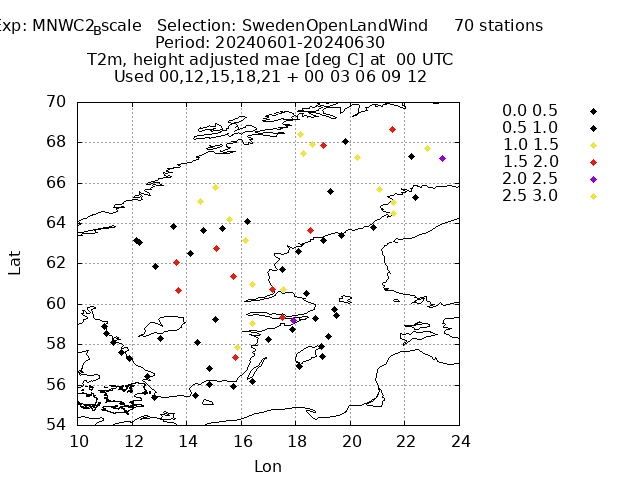 Exp: MNWC2Bscale Selection: SwedenOpenLandWind 70 stations
Period: 20240601-20240630
T2m, height adjusted mae [deg C] at 00 UTC
Used 00,12,15,18,21 + 00 03 06 09 12
70
68
66
64
62
60
58
56
54
10 12 14 16 18 20 22 24
Lat
Lon
0.0 0.5
0.5 1.0
1.0 1.5
1.5 2.0
2.0 2.5
2.5 3.0